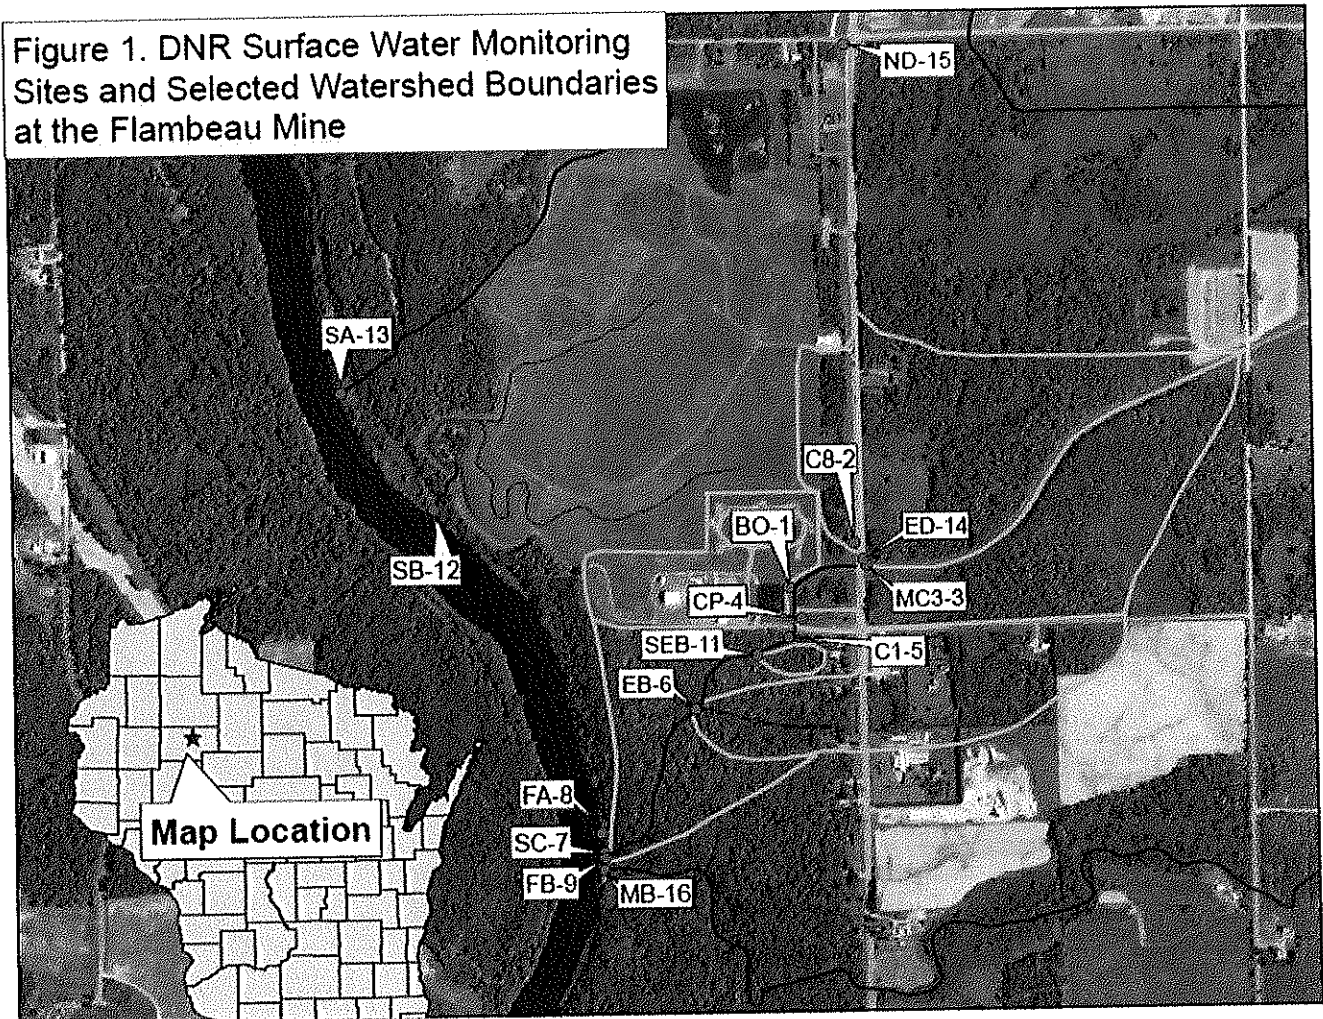 Figure 1. DNR Surface Water Monitoring
Sites and Selected Watershed Boundaries
at the Flambeau Mine
ND-15
SA-13
C8-2
BO-1
ED-14
SB-12
CP-4
MC3-3
SEB-11
C1-5
EB-6
FA-8
Map Location
SC-7
FB-9
MB-16